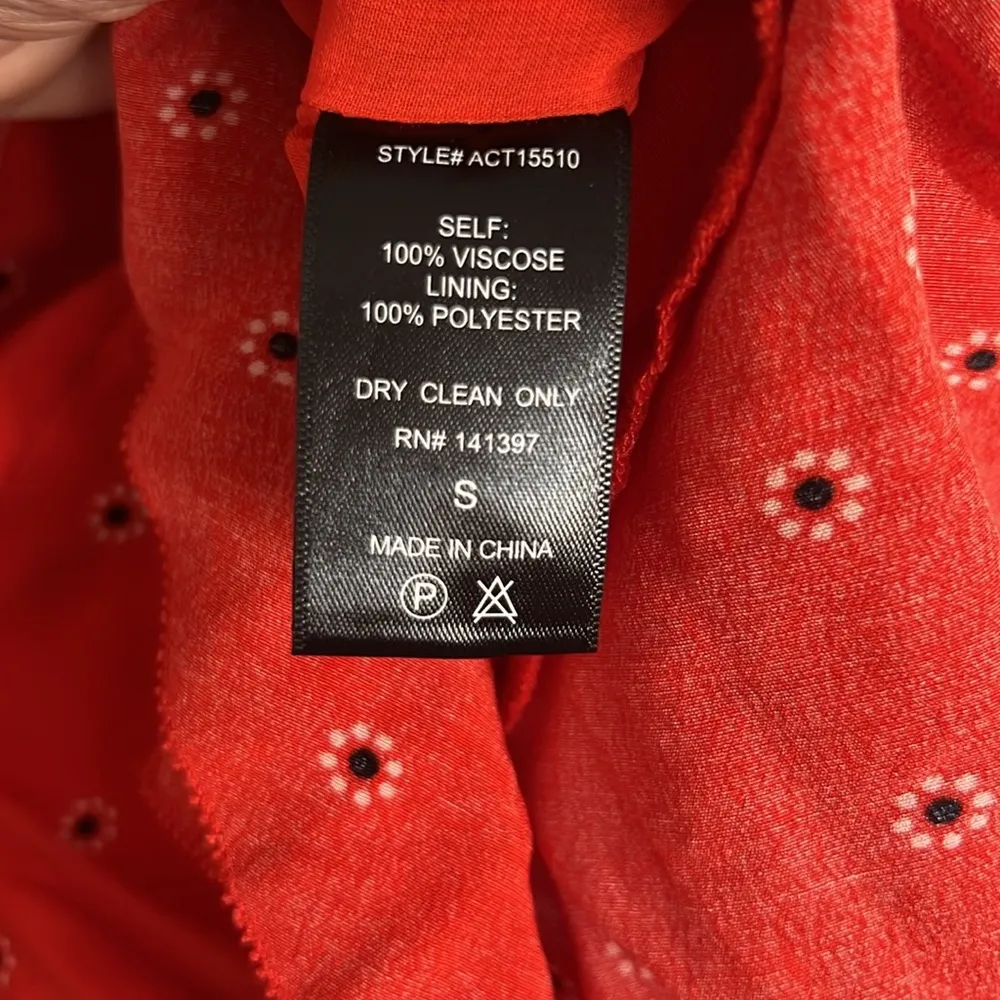 STYLE# ACT15510
SELF:
100% VISCOSE
LINING:
100% POLYESTER
DRY CLEAN ONLY
RN# 141397
S
MADE IN CHINA
P